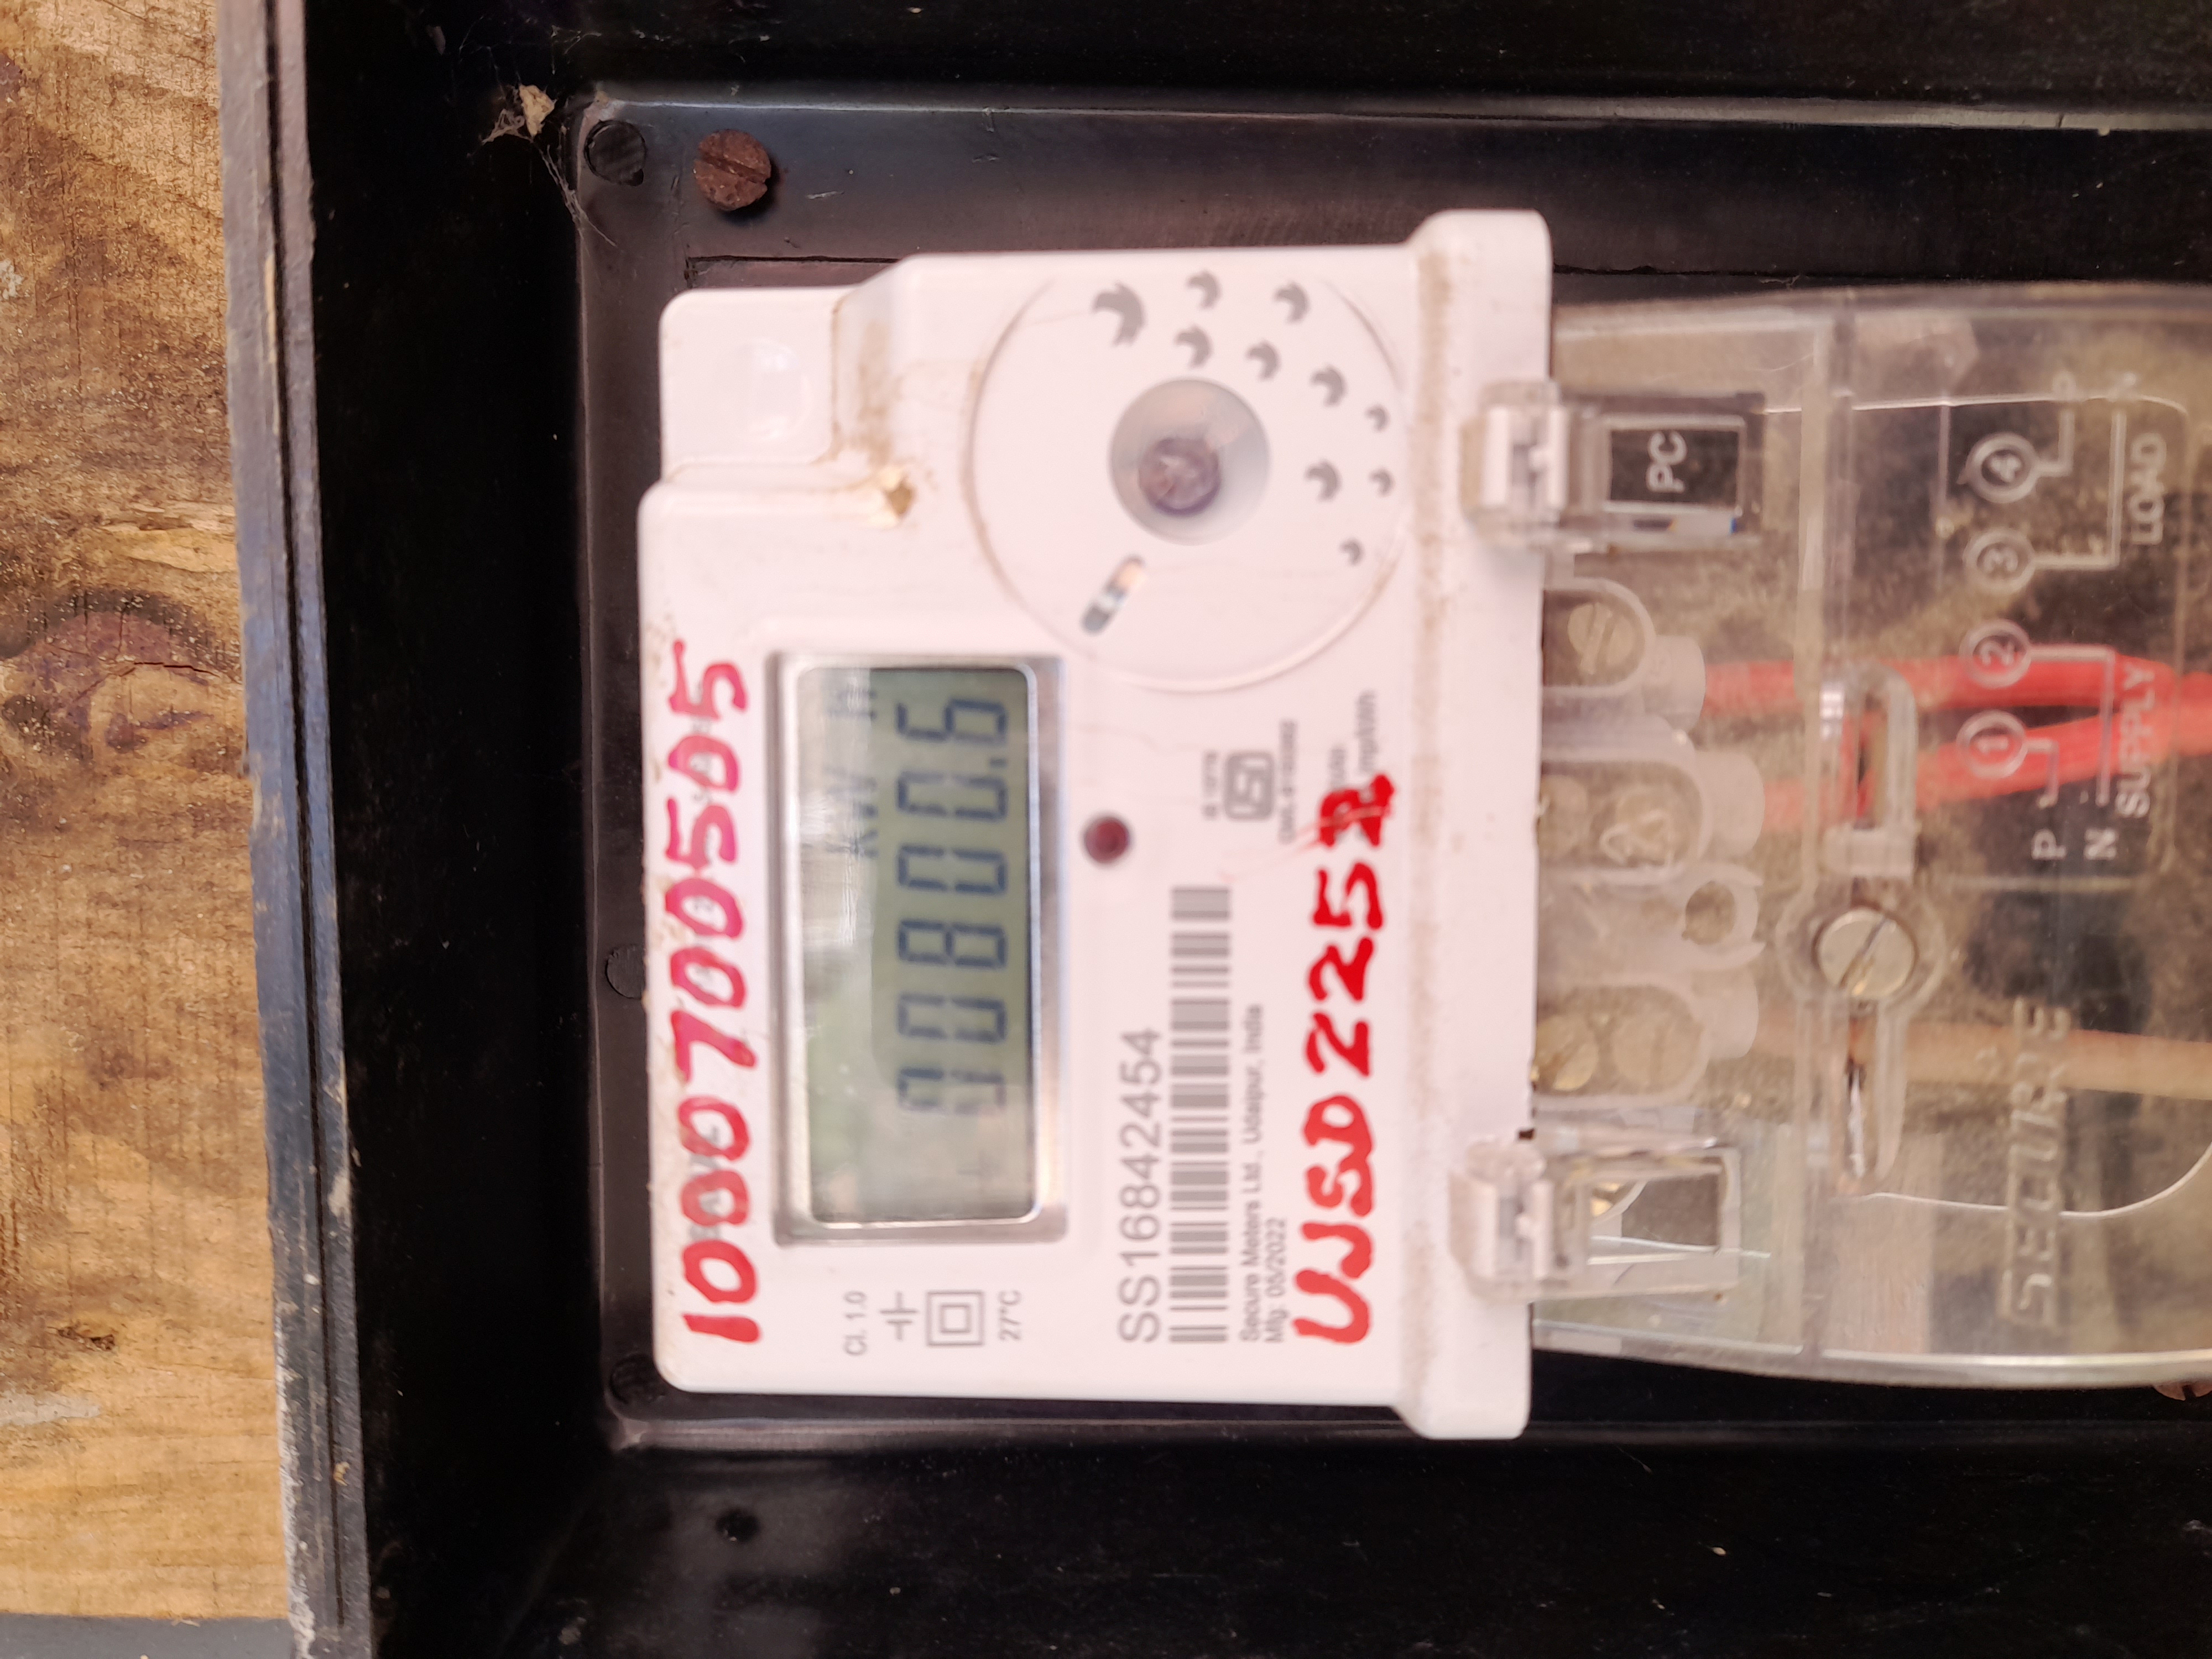 1000700505
kWh
00800.6
Cl. 1.0
27°C
SS16842454
Secure Meters Ltd., Udaipur, India
Mfg. 05/2022
PC
1 2 3 4
P
N
SUPPLY
LOAD
SECURE